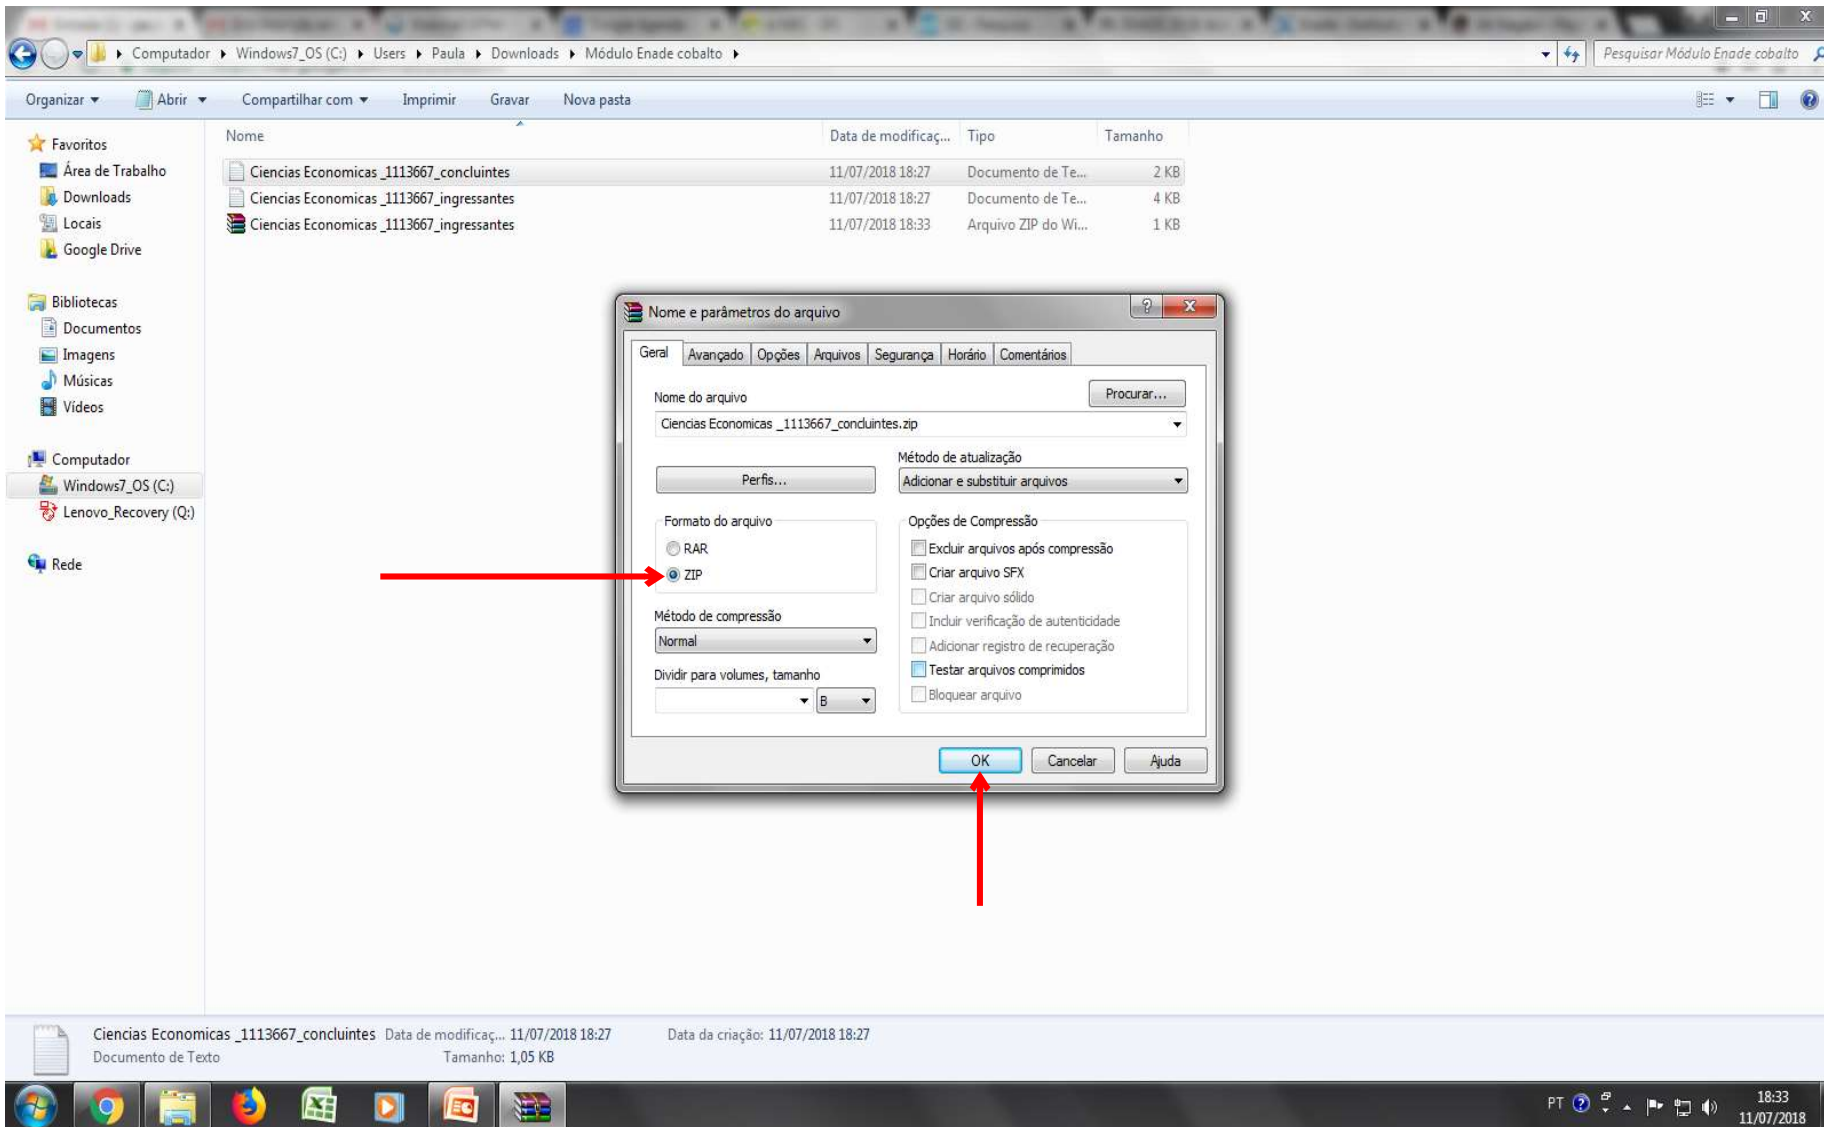 Computador Windows7_OS (C:) Users Paula Downloads Módulo Enade cobalto
Pesquisar Módulo Enade cobalto
Organizar Abrir Compartilhar com Imprimir Gravar Nova pasta
Nome Data de modificaç... Tipo Tamanho
Ciencias Economicas _1113667_concluintes 11/07/2018 18:27 Documento de Te... 2 KB
Ciencias Economicas _1113667_ingressantes 11/07/2018 18:27 Documento de Te... 4 KB
Ciencias Economicas _1113667_ingressantes 11/07/2018 18:33 Arquivo ZIP do Wi... 1 KB
Favoritos
Área de Trabalho
Downloads
Locais
Google Drive
Bibliotecas
Documentos
Imagens
Músicas
Vídeos
Computador
Windows7_OS (C:)
Lenovo_Recovery (Q:)
Rede
Nome e parâmetros do arquivo
Geral Avançado Opções Arquivos Segurança Horário Comentários
Nome do arquivo
Procurar...
Ciencias Economicas _1113667_concluintes.zip
Perfis...
Método de atualização
Adicionar e substituir arquivos
Formato do arquivo
RAR
ZIP
Método de compressão
Normal
Dividir para volumes, tamanho
B
Opções de Compressão
Excluir arquivos após compressão
Criar arquivo SFX
Criar arquivo sólido
Incluir verificação de autenticidade
Adicionar registro de recuperação
Testar arquivos comprimidos
Bloquear arquivo
OK Cancelar Ajuda
Ciencias Economicas _1113667_concluintes Data de modificaç... 11/07/2018 18:27 Data da criação: 11/07/2018 18:27
Documento de Texto Tamanho: 1,05 KB
PT
18:33
11/07/2018